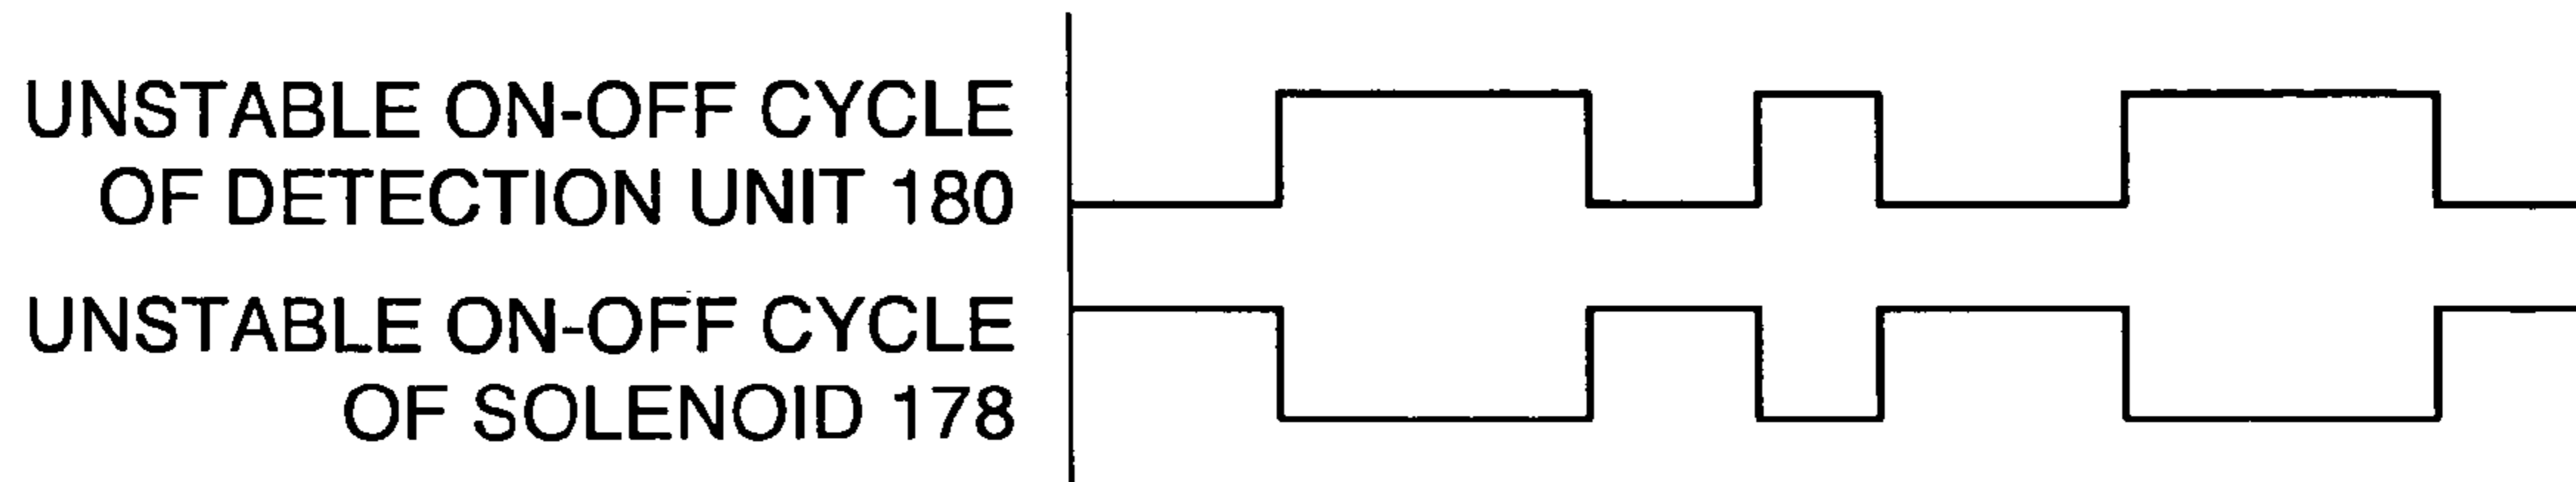 UNSTABLE ON-OFF CYCLE
OF DETECTION UNIT 180
UNSTABLE ON-OFF CYCLE
OF SOLENOID 178